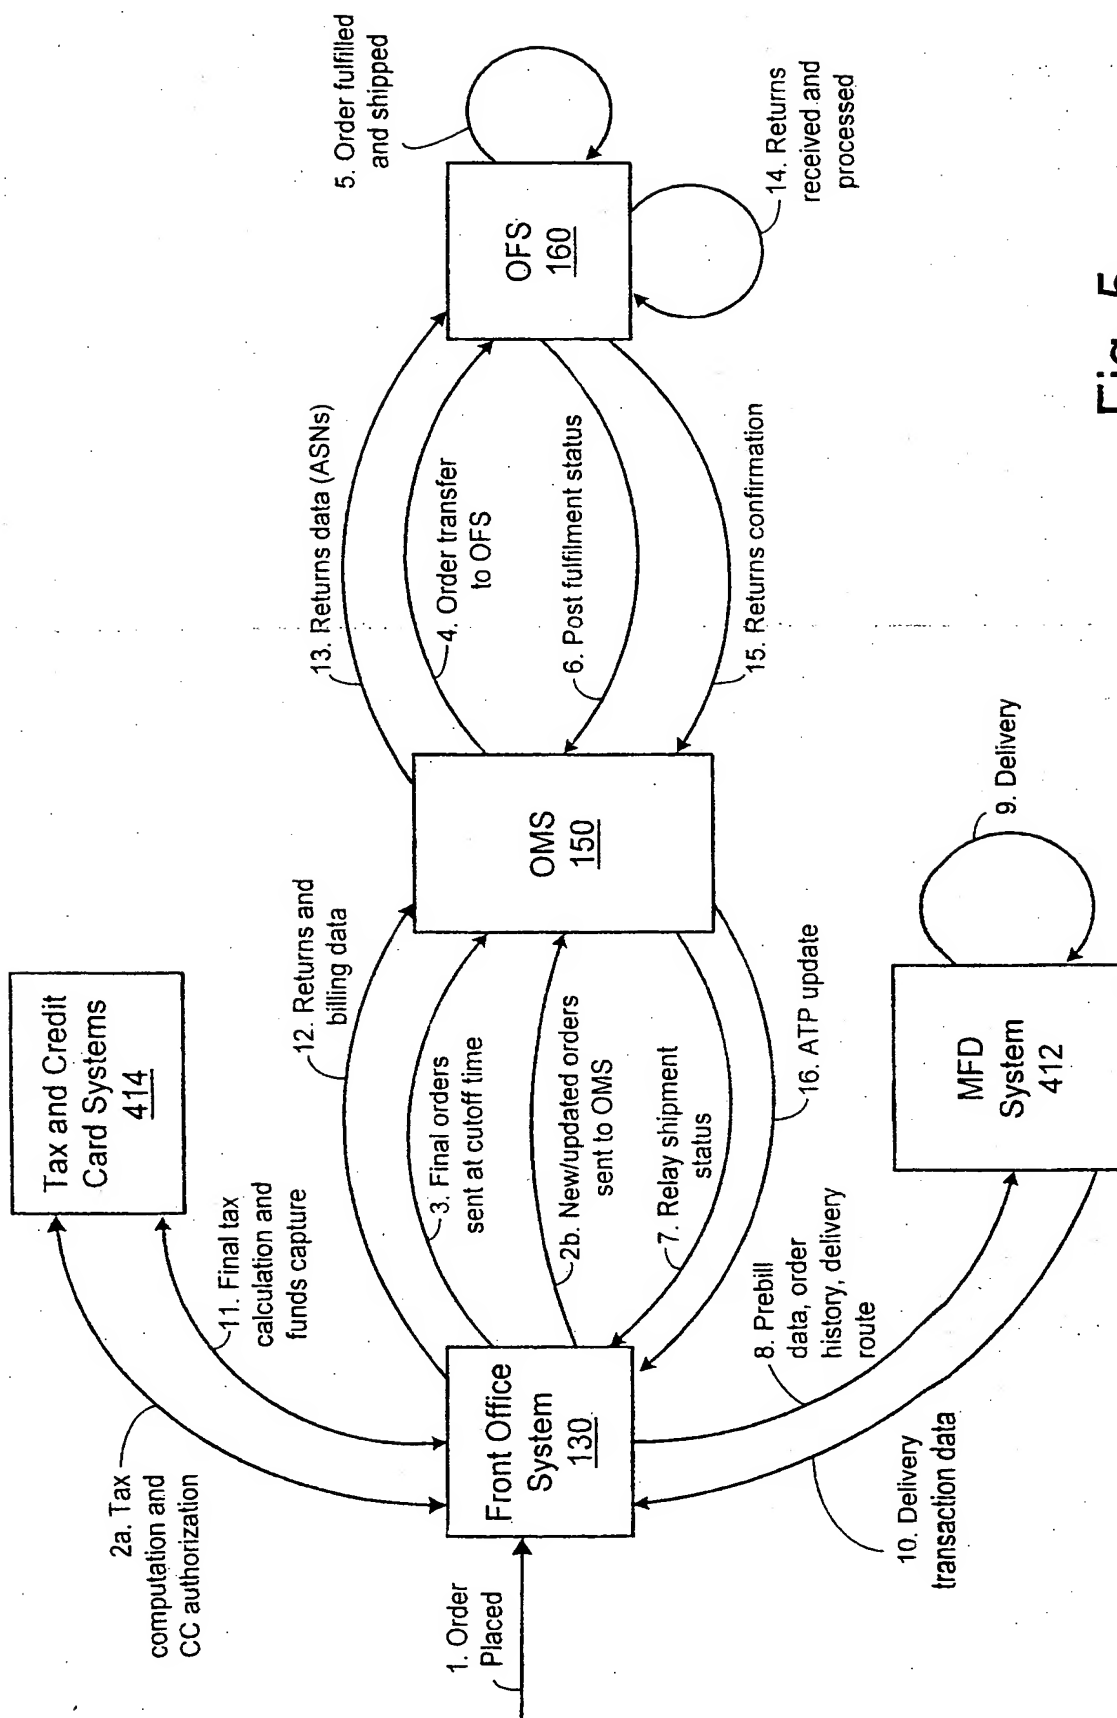 Tax and Credit
Card Systems
414
2a. Tax
computation and
CC authorization
11. Final tax
calculation and
funds capture
12. Returns and
billing data
3. Final orders
sent at cutoff time
2b. New/updated orders
sent to OMS
7. Relay shipment
status
16. ATP update
1. Order
Placed
Front Office
System
130
OMS
150
13. Returns data (ASNs)
4. Order transfer
to OFS
6. Post fulfilment status
15. Returns confirmation
OFS
160
5. Order fulfilled
and shipped
14. Returns
received and
processed
8. Prebill
data, order
history, delivery
route
10. Delivery
transaction data
MFD
System
412
9. Delivery
Fig. 5